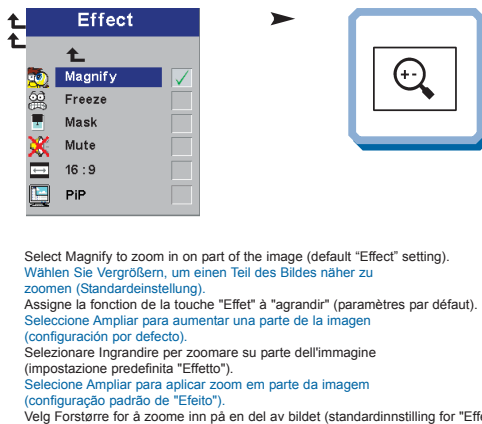 Effect
Magnify
Freeze
Mask
Mute
16 : 9
PiP
Select Magnify to zoom in on part of the image (default “Effect” setting).
Wählen Sie Vergrößern, um einen Teil des Bildes näher zu
zoomen (Standardeinstellung).
Assigne la fonction de la touche "Effet" à "agrandir" (paramètres par défaut).
Seleccione Ampliar para aumentar una parte de la imagen
(configuración por defecto).
Selezionare Ingrandire per zoomare su parte dell'immagine
(impostazione predefinita "Effetto").
Selecione Ampliar para aplicar zoom em parte da imagem
(configuração padrão de "Efeito").
Velg Forstørre for å zoome inn på en del av bildet (standardinnstilling for